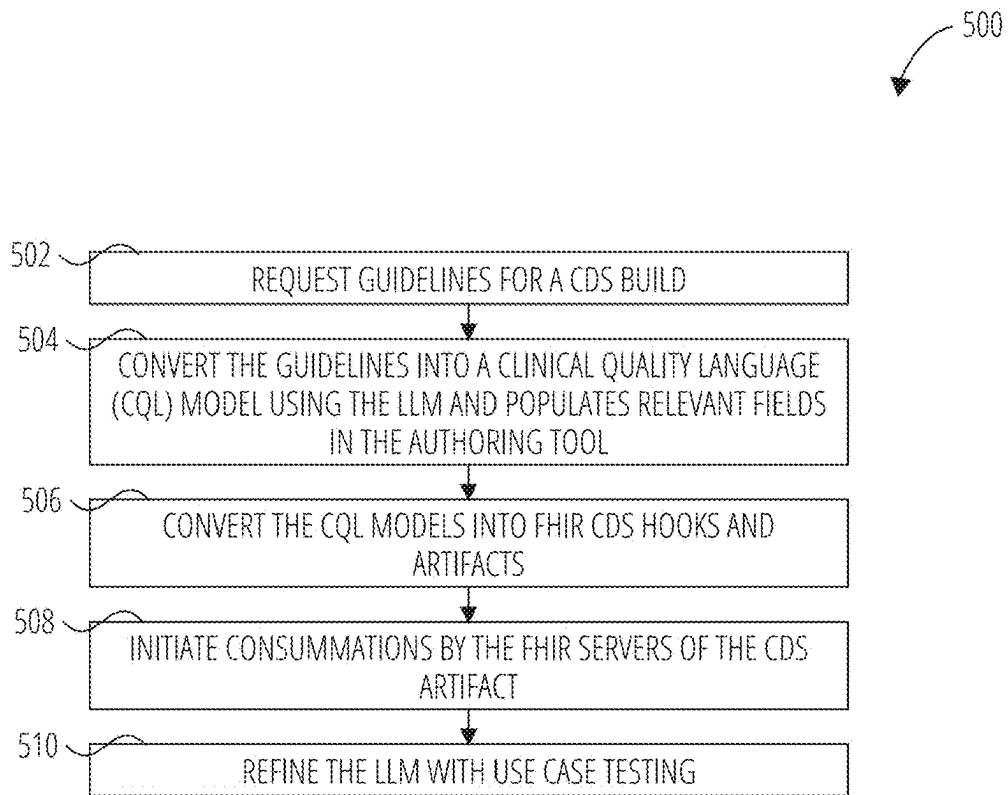 500
502
REQUEST GUIDELINES FOR A CDS BUILD
504
CONVERT THE GUIDELINES INTO A CLINICAL QUALITY LANGUAGE
(CQL) MODEL USING THE LLM AND POPULATES RELEVANT FIELDS
IN THE AUTHORING TOOL
506
CONVERT THE CQL MODELS INTO FHIR CDS HOOKS AND
ARTIFACTS
508
INITIATE CONSUMMATIONS BY THE FHIR SERVERS OF THE CDS
ARTIFACT
510
REFINE THE LLM WITH USE CASE TESTING